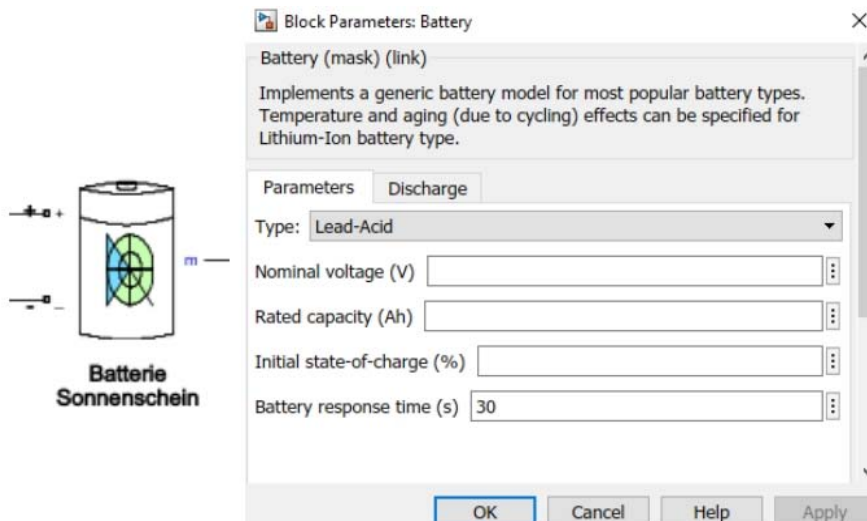 Block Parameters: Battery
Battery (mask) (link)
Implements a generic battery model for most popular battery types.
Temperature and aging (due to cycling) effects can be specified for
Lithium-Ion battery type.
Parameters Discharge
Type: Lead-Acid
Nominal voltage (V)
Rated capacity (Ah)
Initial state-of-charge (%)
Battery response time (s) 30
OK Cancel Help Apply
+ +
m
- -
Batterie
Sonnenschein